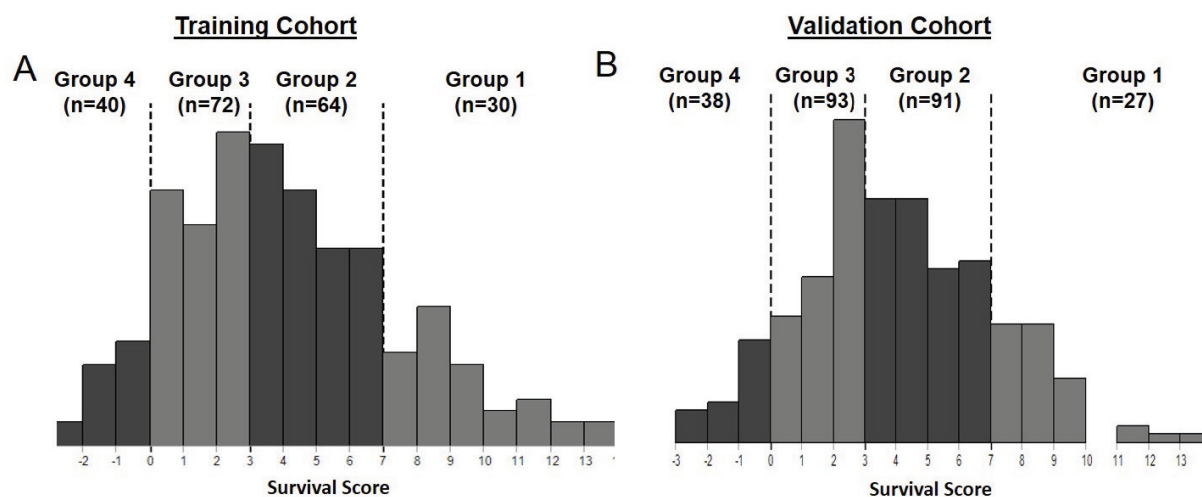 Training Cohort
A
Group 4
(n=40)
Group 3
(n=72)
Group 2
(n=64)
Group 1
(n=30)
-2 -1 0 1 2 3 4 5 6 7 8 9 10 11 12 13
Survival Score
Validation Cohort
B
Group 4
(n=38)
Group 3
(n=93)
Group 2
(n=91)
Group 1
(n=27)
-3 -2 -1 0 1 2 3 4 5 6 7 8 9 10 11 12 13
Survival Score